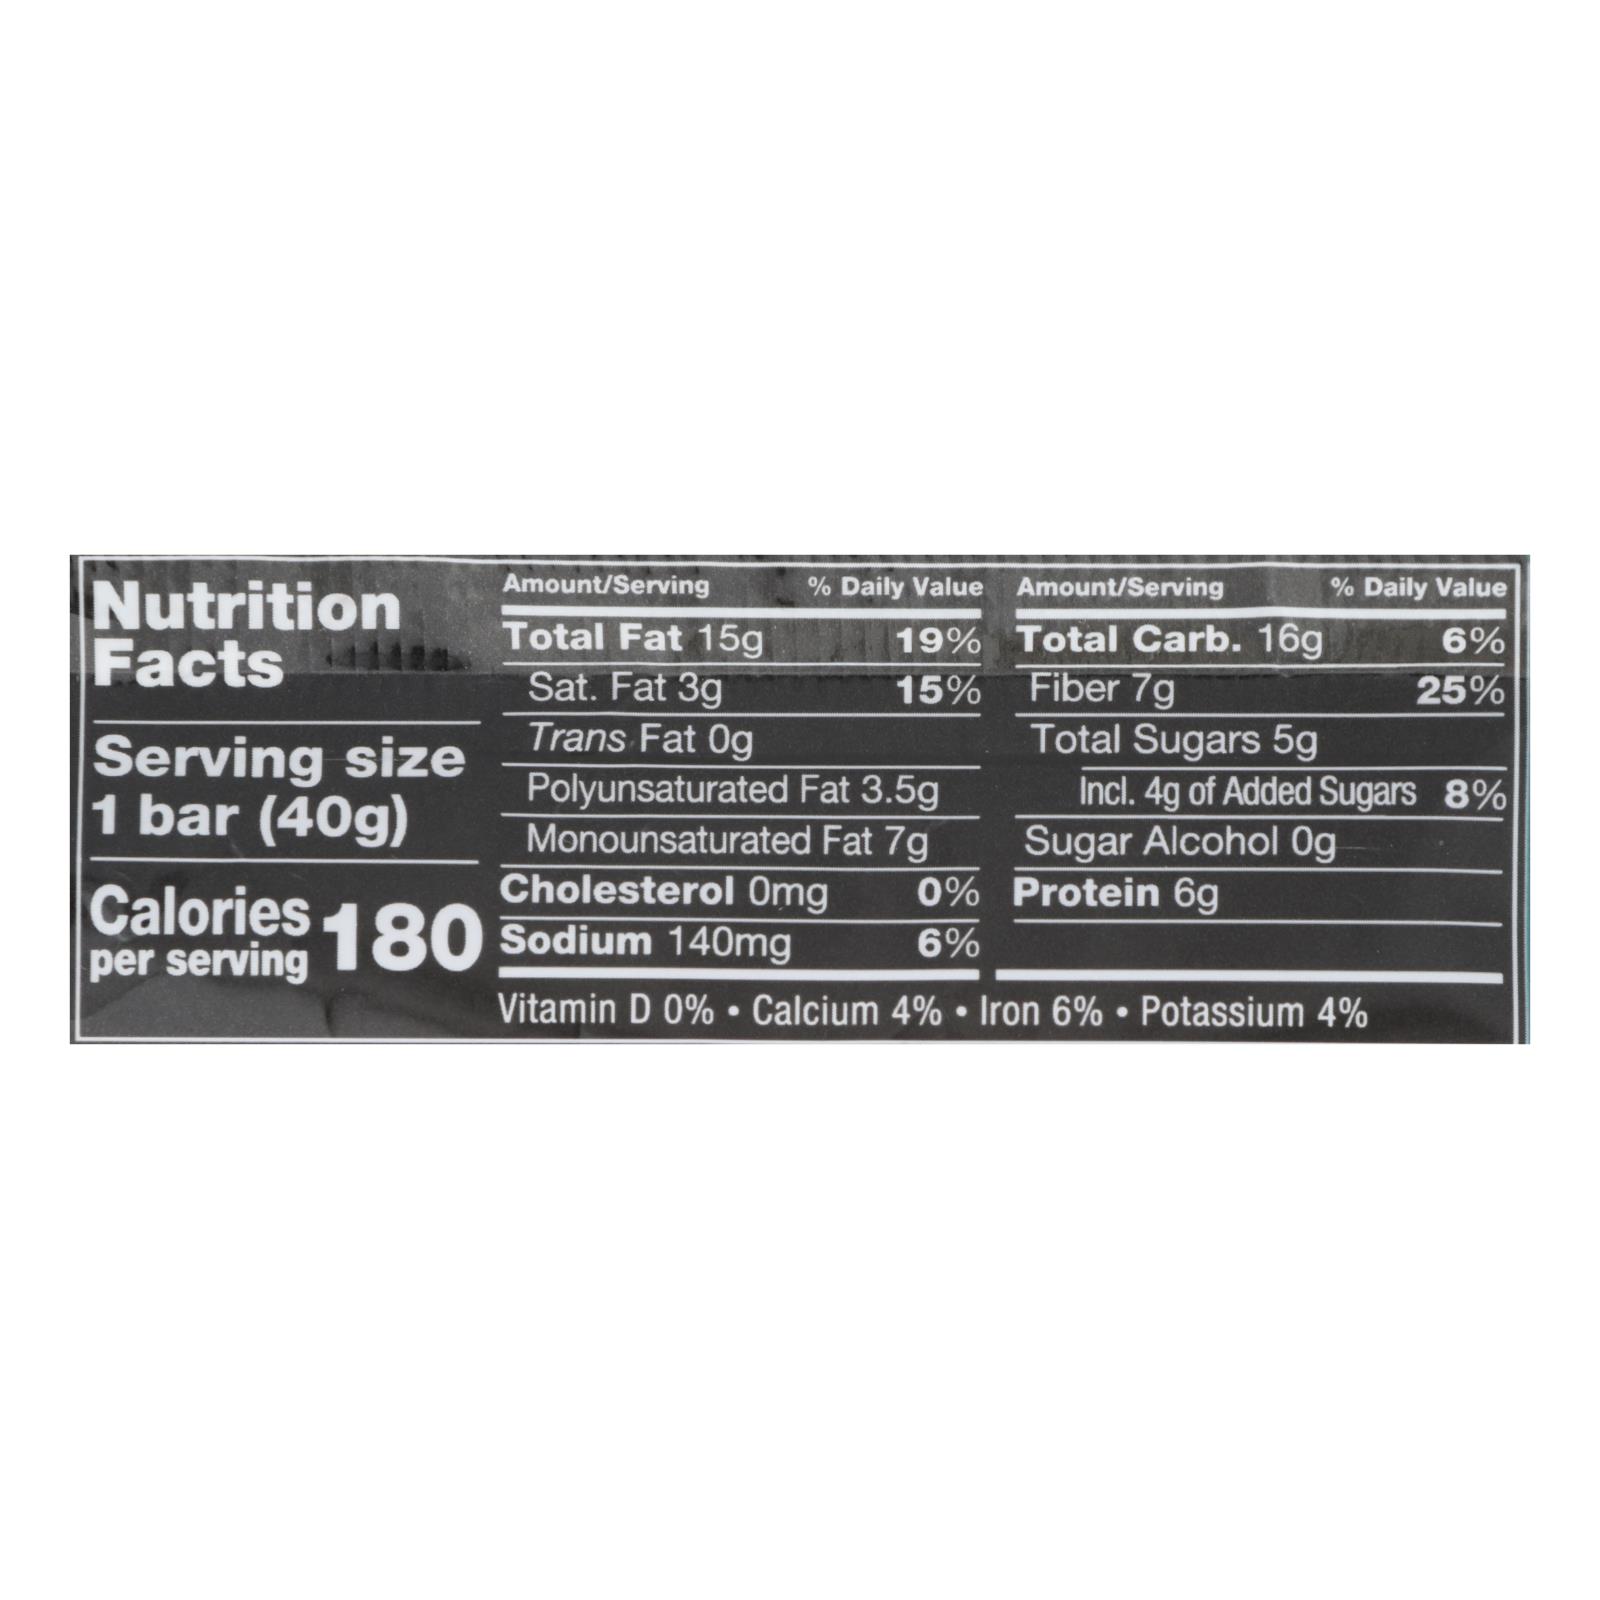 Nutrition
Facts
Serving size
1 bar (40g)
Calories
per serving
180
Amount/Serving % Daily Value
Total Fat 15g 19%
Sat. Fat 3g 15%
Trans Fat 0g
Polyunsaturated Fat 3.5g
Monounsaturated Fat 7g
Cholesterol 0mg 0%
Sodium 140mg 6%
Amount/Serving % Daily Value
Total Carb. 16g 6%
Fiber 7g 25%
Total Sugars 5g
Incl. 4g of Added Sugars 8%
Sugar Alcohol 0g
Protein 6g
Vitamin D 0% • Calcium 4% • Iron 6% • Potassium 4%